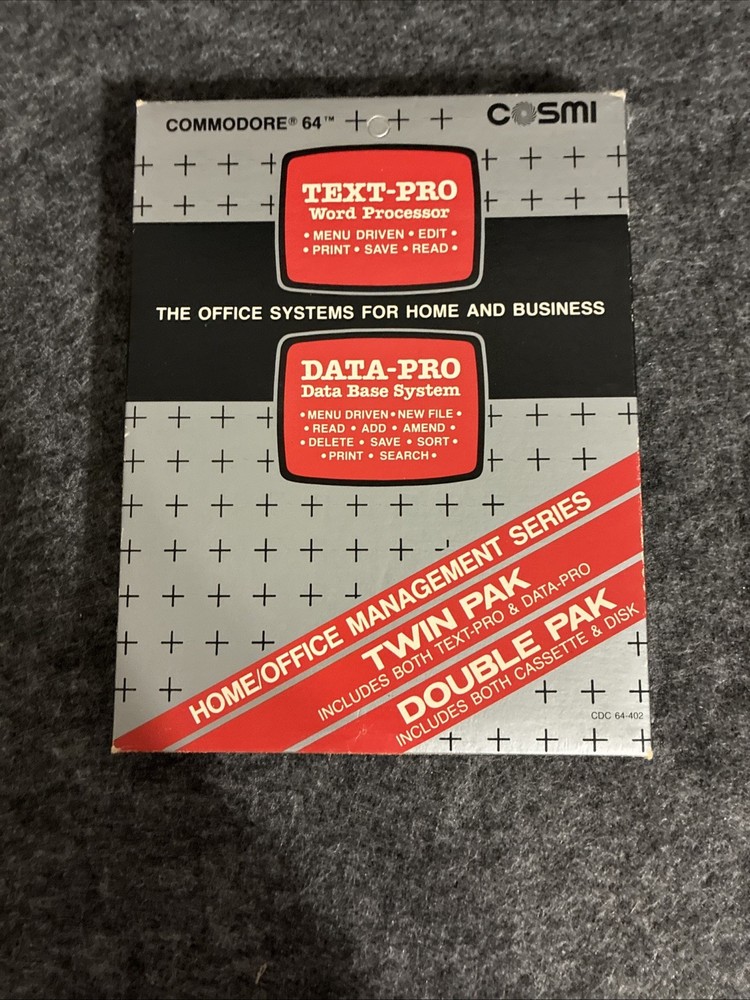 COMMODORE® 64™
COSMI
TEXT-PRO
Word Processor
• MENU DRIVEN • EDIT •
• PRINT • SAVE • READ •
THE OFFICE SYSTEMS FOR HOME AND BUSINESS
DATA-PRO
Data Base System
• MENU DRIVEN • NEW FILE •
• READ • ADD • AMEND •
• DELETE • SAVE • SORT •
• PRINT • SEARCH •
HOME/OFFICE MANAGEMENT SERIES
TWIN PAK
INCLUDES BOTH TEXT-PRO & DATA-PRO
DOUBLE PAK
INCLUDES BOTH CASSETTE & DISK
CDC 64-402